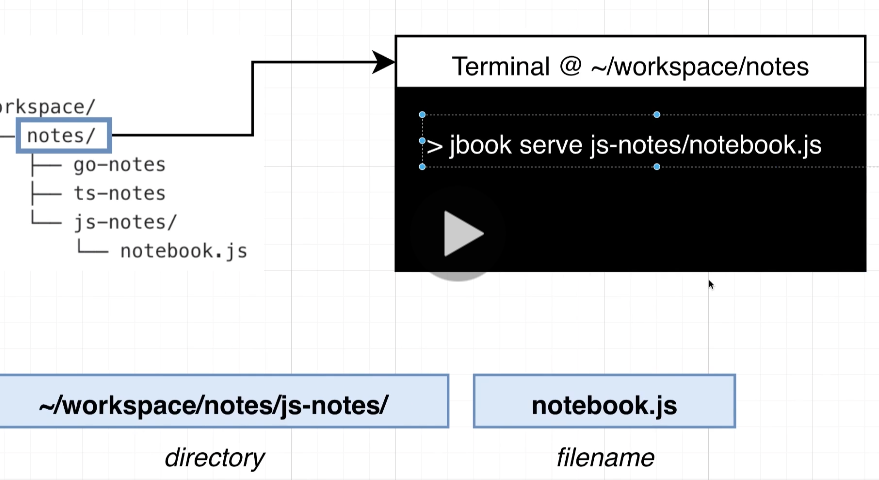 Terminal @ ~/workspace/notes
> jbook serve js-notes/notebook.js
orkspace/
notes/
go-notes
ts-notes
js-notes/
notebook.js
~/workspace/notes/js-notes/
notebook.js
directory
filename